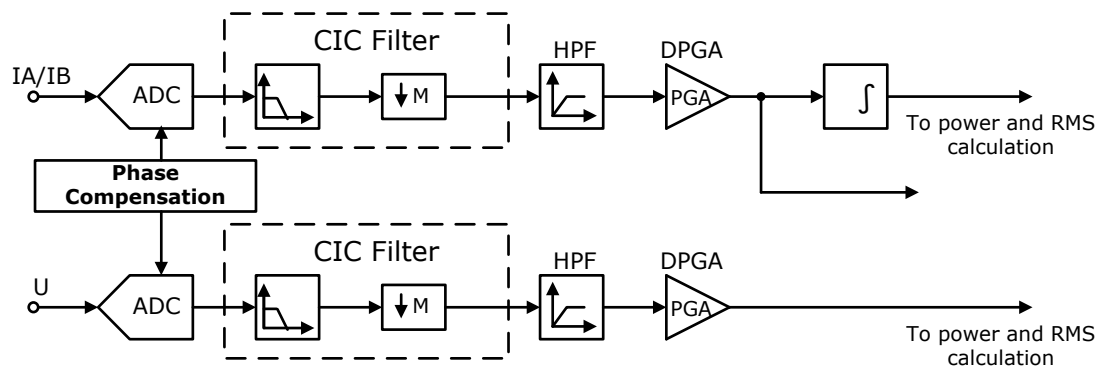 CIC Filter
IA/IB
ADC
↓ M
HPF
DPGA
PGA
∫
To power and RMS
calculation
Phase
Compensation
CIC Filter
U
ADC
↓ M
HPF
DPGA
PGA
To power and RMS
calculation